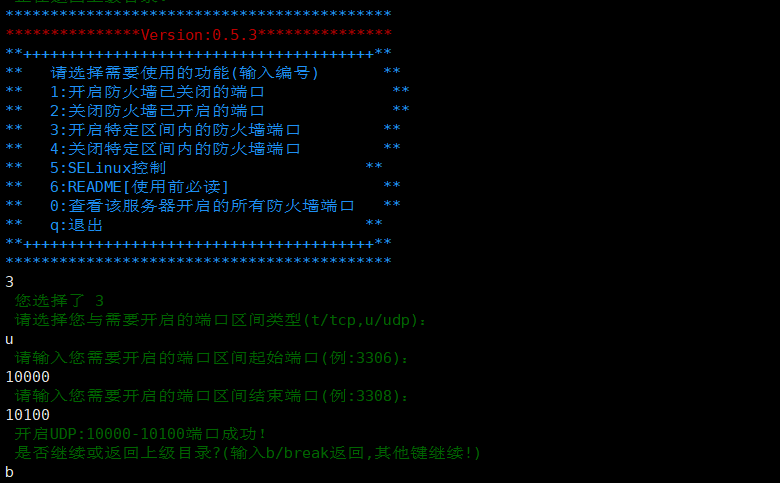 *******************************************
***************Version:0.5.3***************
**+++++++++++++++++++++++++++++++++++++++**
** 请选择需要使用的功能(输入编号) **
** 1:开启防火墙已关闭的端口 **
** 2:关闭防火墙已开启的端口 **
** 3:开启特定区间内的防火墙端口 **
** 4:关闭特定区间内的防火墙端口 **
** 5:SELinux控制 **
** 6:README[使用前必读] **
** 0:查看该服务器开启的所有防火墙端口 **
** q:退出 **
**+++++++++++++++++++++++++++++++++++++++**
*******************************************
3
您选择了 3
请选择您与需要开启的端口区间类型(t/tcp,u/udp)：
u
请输入您需要开启的端口区间起始端口(例:3306)：
10000
请输入您需要开启的端口区间结束端口(例:3308)：
10100
开启UDP:10000-10100端口成功!
是否继续或返回上级目录?(输入b/break返回,其他键继续!)
b